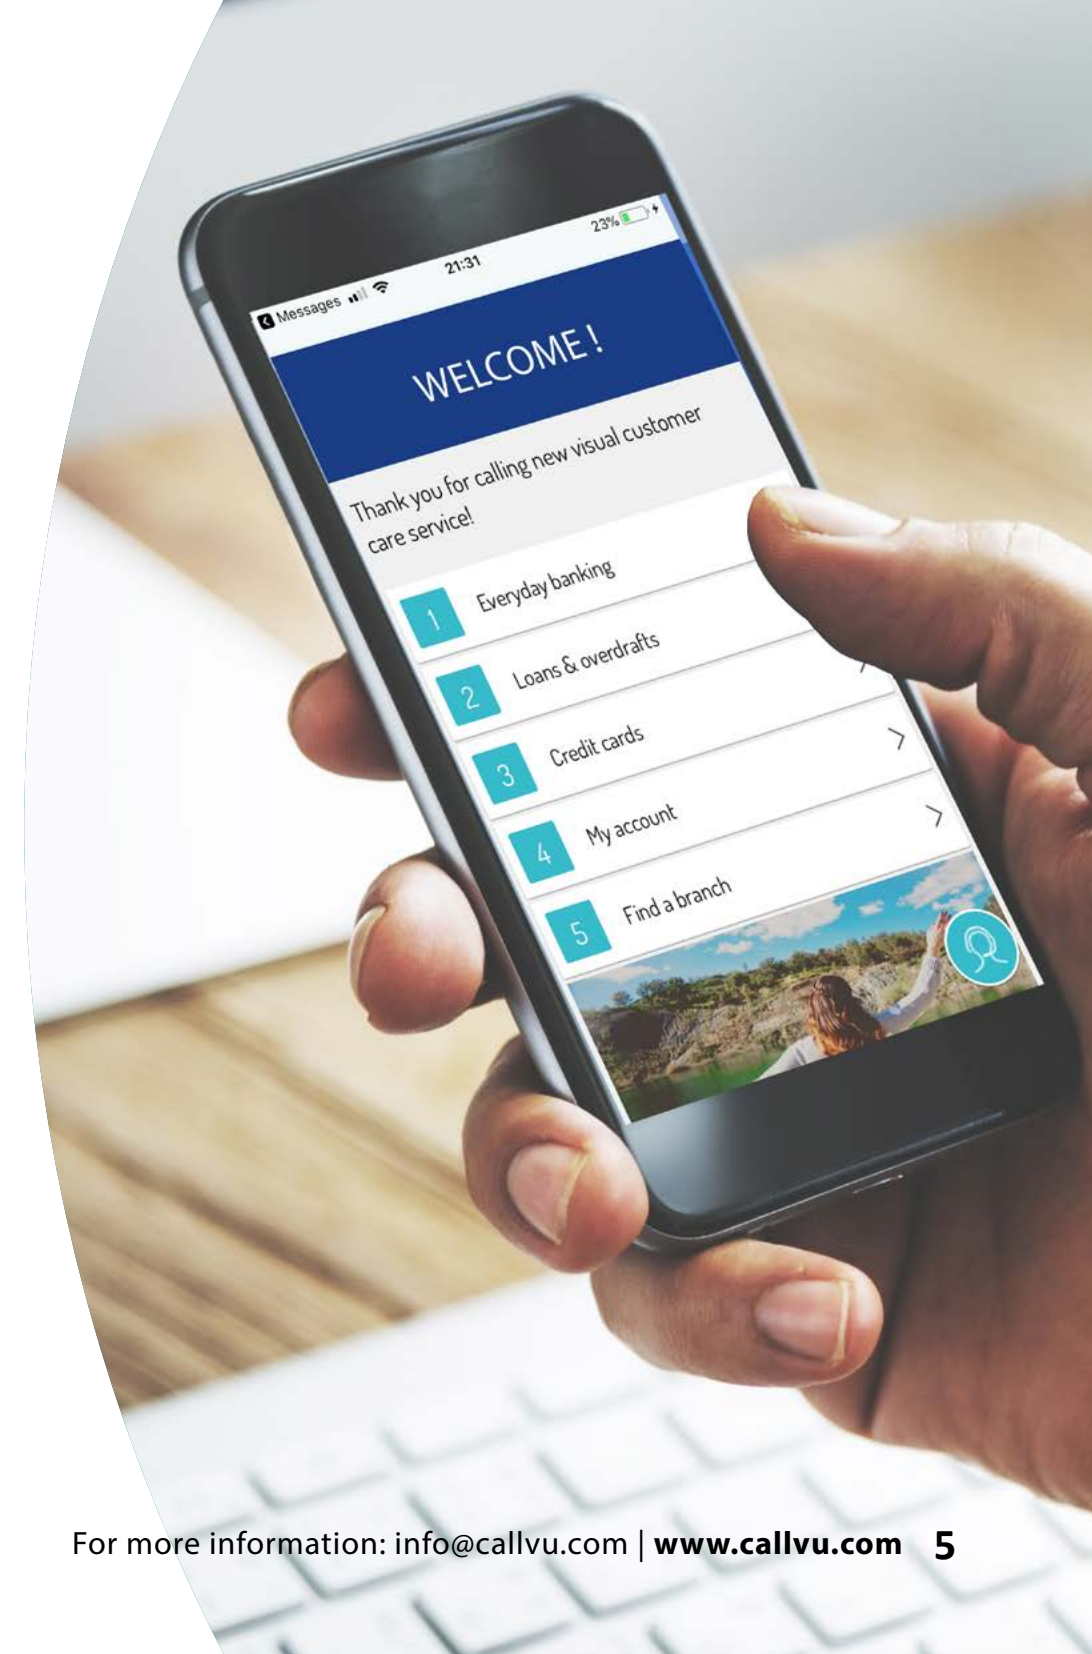 Messages 21:31 23%
WELCOME !
Thank you for calling new visual customer
care service!
1 Everyday banking
2 Loans & overdrafts
3 Credit cards
4 My account
5 Find a branch
For more information: info@callvu.com | www.callvu.com 5